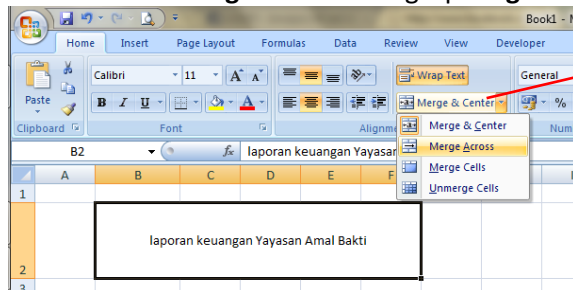 Book1 - M
Home Insert Page Layout Formulas Data Review View Developer
Paste
Calibri 11 A A Wrap Text General
B I U A Merge & Center %
Clipboard Font Alignme Num
Merge & Center
Merge Across
Merge Cells
Unmerge Cells
B2 fx laporan keuangan Yayasan
A B C D E F
1
laporan keuangan Yayasan Amal Bakti
2
3